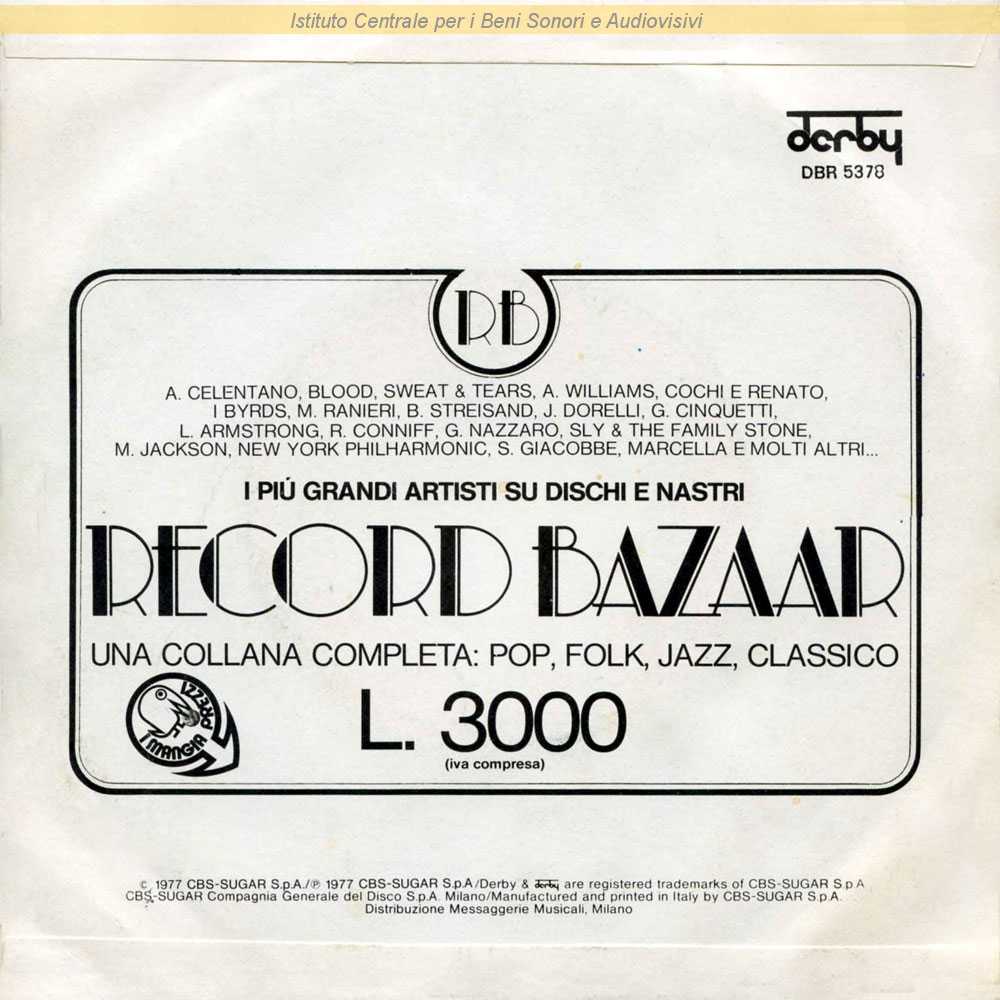 Istituto Centrale per i Beni Sonori e Audiovisivi
derby
DBR 5378
RB
A. CELENTANO, BLOOD, SWEAT & TEARS, A. WILLIAMS, COCHI E RENATO,
I BYRDS, M. RANIERI, B. STREISAND, J. DORELLI, G. CINQUETTI,
L. ARMSTRONG, R. CONNIFF, G. NAZZARO, SLY & THE FAMILY STONE,
M. JACKSON, NEW YORK PHILHARMONIC, S. GIACOBBE, MARCELLA E MOLTI ALTRI...
I PIÚ GRANDI ARTISTI SU DISCHI E NASTRI
RECORD BAZAAR
UNA COLLANA COMPLETA: POP, FOLK, JAZZ, CLASSICO
I MANGIA PREZZI
L. 3000
(iva compresa)
© 1977 CBS-SUGAR S.p.A./℗ 1977 CBS-SUGAR S.p.A/Derby & derby are registered trademarks of CBS-SUGAR S.p.A
CBS-SUGAR Compagnia Generale del Disco S.p.A. Milano/Manufactured and printed in Italy by CBS-SUGAR S.p.A.
Distribuzione Messaggerie Musicali, Milano